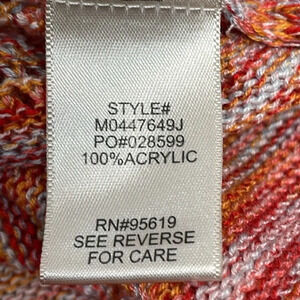 STYLE#
M0447649J
PO#028599
100%ACRYLIC
RN#95619
SEE REVERSE
FOR CARE